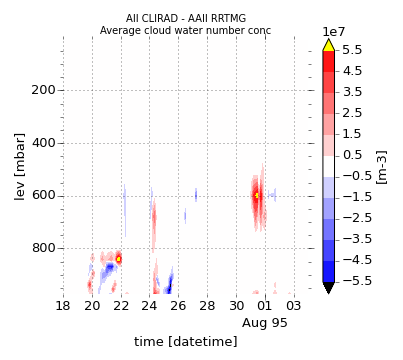 All CLIRAD - AAll RRTMG
Average cloud water number conc
1e7
200
400
600
800
lev [mbar]
18 20 22 24 26 28 30 01 03
Aug 95
time [datetime]
5.5
4.5
3.5
2.5
1.5
0.5
−0.5
−1.5
−2.5
−3.5
−4.5
−5.5
[m-3]